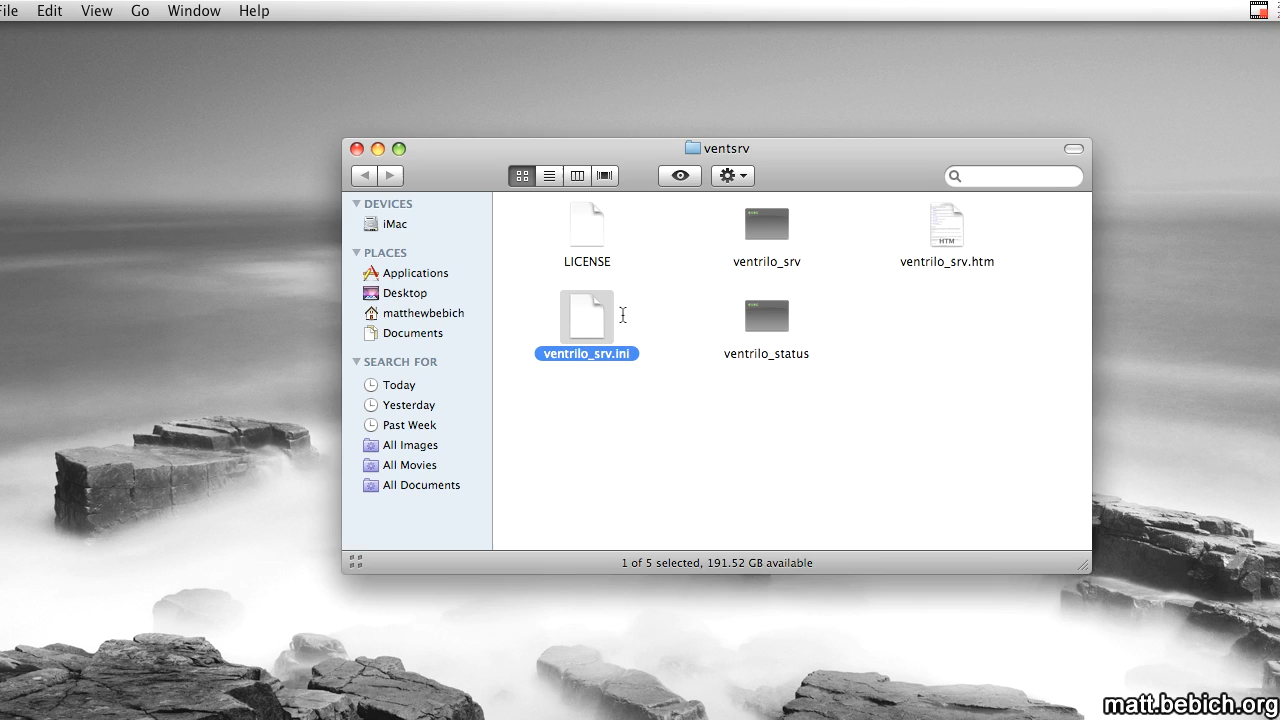 File Edit View Go Window Help
ventsrv
DEVICES
iMac
PLACES
Applications
Desktop
matthewbebich
Documents
SEARCH FOR
Today
Yesterday
Past Week
All Images
All Movies
All Documents
LICENSE
ventrilo_srv
HTM
ventrilo_srv.htm
ventrilo_srv.ini
ventrilo_status
1 of 5 selected, 191.52 GB available
matt.bebich.org